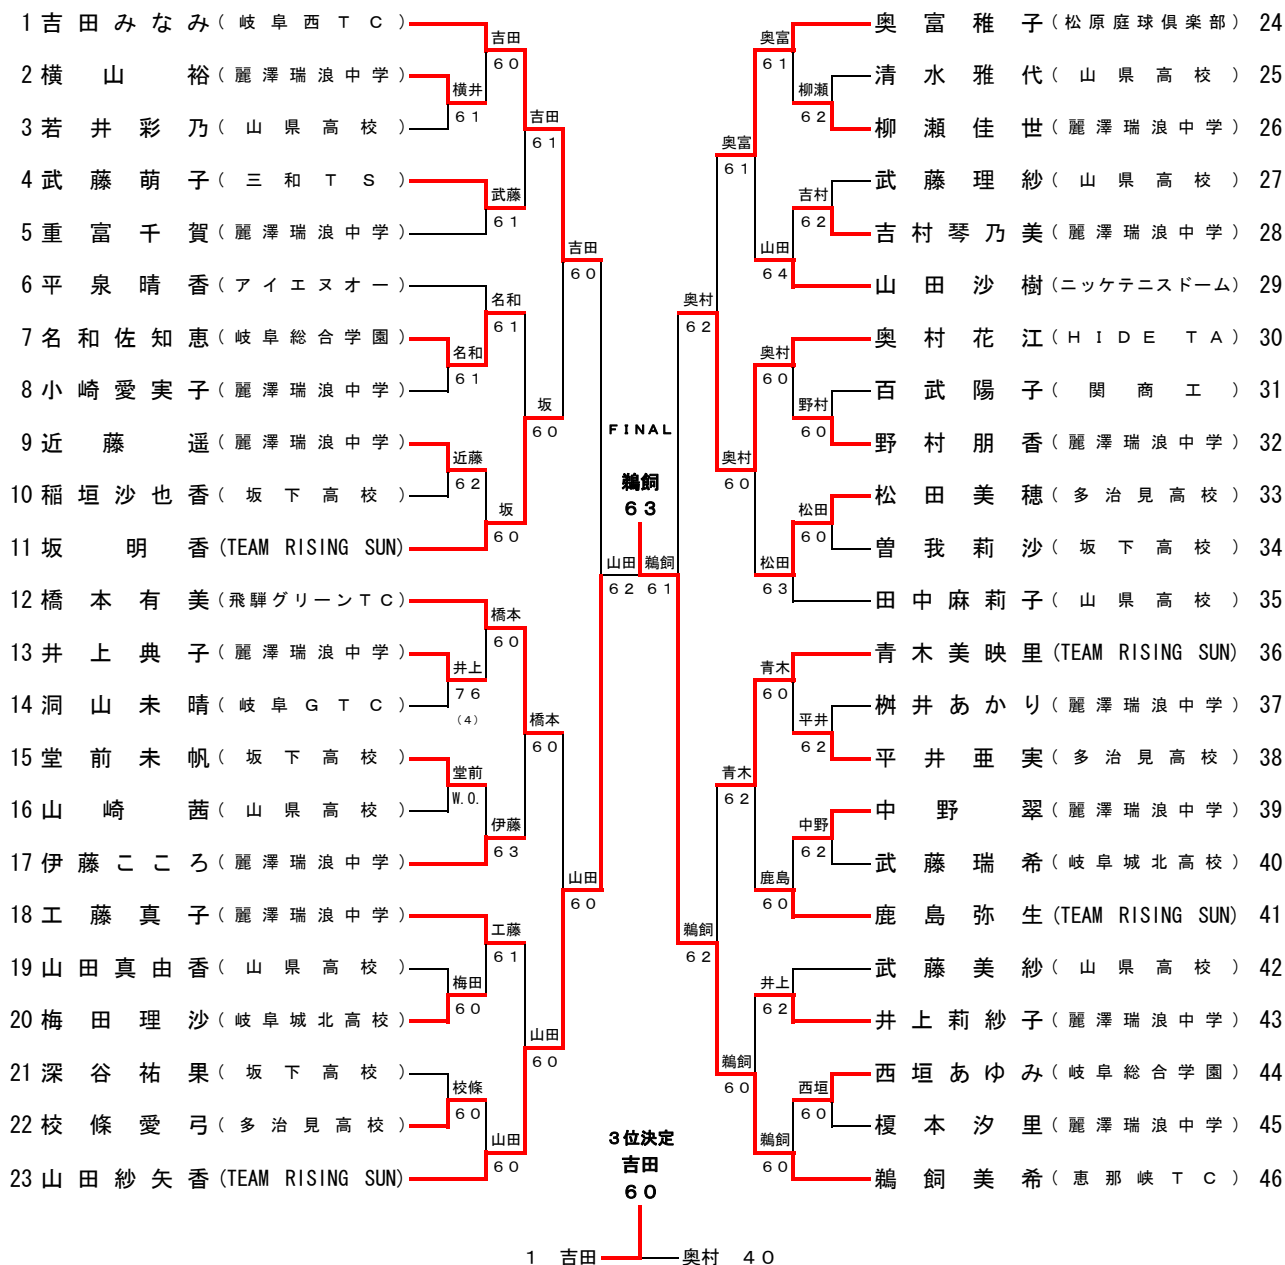 1 吉田みなみ (岐阜西TC)
2 横山裕 (麗澤瑞浪中学)
3 若井彩乃 (山県高校)
4 武藤萌子 (三和TS)
5 重富千賀 (麗澤瑞浪中学)
6 平泉晴香 (アイエヌオー)
7 名和佐知恵 (岐阜総合学園)
8 小崎愛実子 (麗澤瑞浪中学)
9 近藤遥 (麗澤瑞浪中学)
10 稲垣沙也香 (坂下高校)
11 坂明香 (TEAM RISING SUN)
12 橋本有美 (飛騨グリーンTC)
13 井上典子 (麗澤瑞浪中学)
14 洞山未晴 (岐阜GTC)
15 堂前未帆 (坂下高校)
16 山崎茜 (山県高校)
17 伊藤こころ (麗澤瑞浪中学)
18 工藤真子 (麗澤瑞浪中学)
19 山田真由香 (山県高校)
20 梅田理沙 (岐阜城北高校)
21 深谷祐果 (坂下高校)
22 校條愛弓 (多治見高校)
23 山田紗矢香 (TEAM RISING SUN)
横井
61
名和
61
近藤
62
井上
76
(4)
堂前
W.O.
梅田
60
校條
60
吉田
60
武藤
61
名和
61
坂
60
橋本
60
伊藤
63
工藤
61
山田
60
吉田
61
坂
60
橋本
60
山田
60
吉田
60
山田
60
山田
62
FINAL
鵜飼
63
鵜飼
61
奥村
62
鵜飼
62
奥富
61
奥村
60
青木
62
鵜飼
60
奥富
61
山田
64
奥村
60
松田
63
青木
60
鹿島
60
井上
62
鵜飼
60
柳瀬
62
吉村
62
野村
60
松田
60
平井
62
中野
62
西垣
60
奥富稚子 (松原庭球倶楽部) 24
清水雅代 (山県高校) 25
柳瀬佳世 (麗澤瑞浪中学) 26
武藤理紗 (山県高校) 27
吉村琴乃美 (麗澤瑞浪中学) 28
山田沙樹 (ニッケテニスドーム) 29
奥村花江 (HIDE TA) 30
百武陽子 (関商工) 31
野村朋香 (麗澤瑞浪中学) 32
松田美穂 (多治見高校) 33
曽我莉沙 (坂下高校) 34
田中麻莉子 (山県高校) 35
青木美映里 (TEAM RISING SUN) 36
桝井あかり (麗澤瑞浪中学) 37
平井亜実 (多治見高校) 38
中野翠 (麗澤瑞浪中学) 39
武藤瑞希 (岐阜城北高校) 40
鹿島弥生 (TEAM RISING SUN) 41
武藤美紗 (山県高校) 42
井上莉紗子 (麗澤瑞浪中学) 43
西垣あゆみ (岐阜総合学園) 44
榎本汐里 (麗澤瑞浪中学) 45
鵜飼美希 (恵那峡TC) 46
3位決定
吉田
60
1 吉田 奥村 40